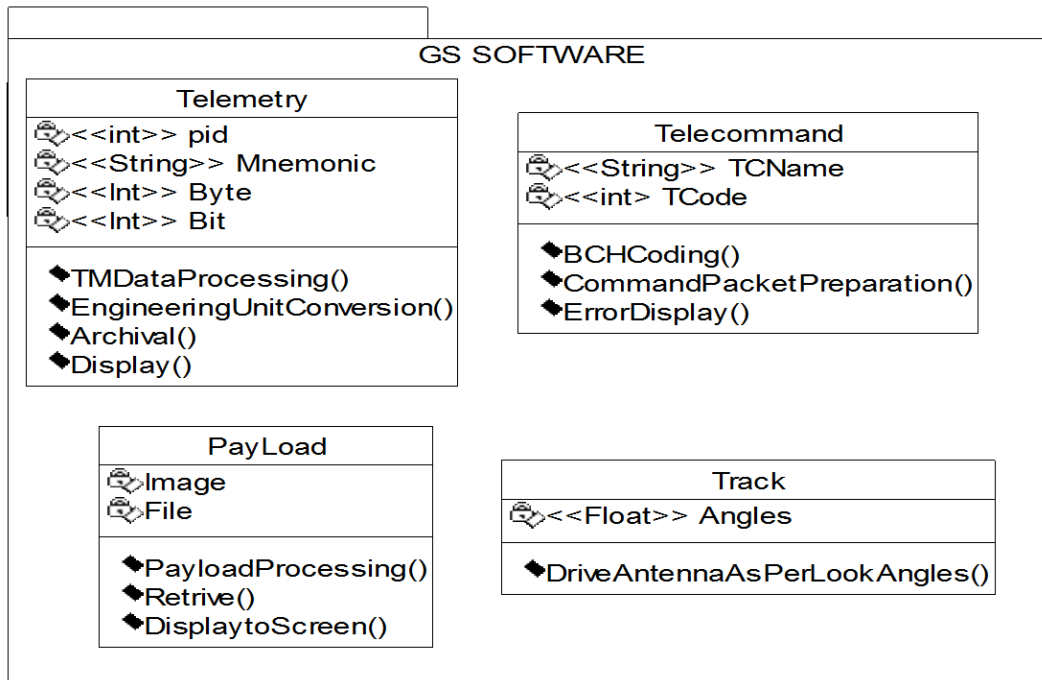 GS SOFTWARE
Telemetry
<<int>> pid
<<String>> Mnemonic
<<Int>> Byte
<<Int>> Bit
TMDataProcessing()
EngineeringUnitConversion()
Archival()
Display()
Telecommand
<<String>> TCName
<<int> TCode
BCHCoding()
CommandPacketPreparation()
ErrorDisplay()
PayLoad
Image
File
PayloadProcessing()
Retrive()
DisplaytoScreen()
Track
<<Float>> Angles
DriveAntennaAsPerLookAngles()